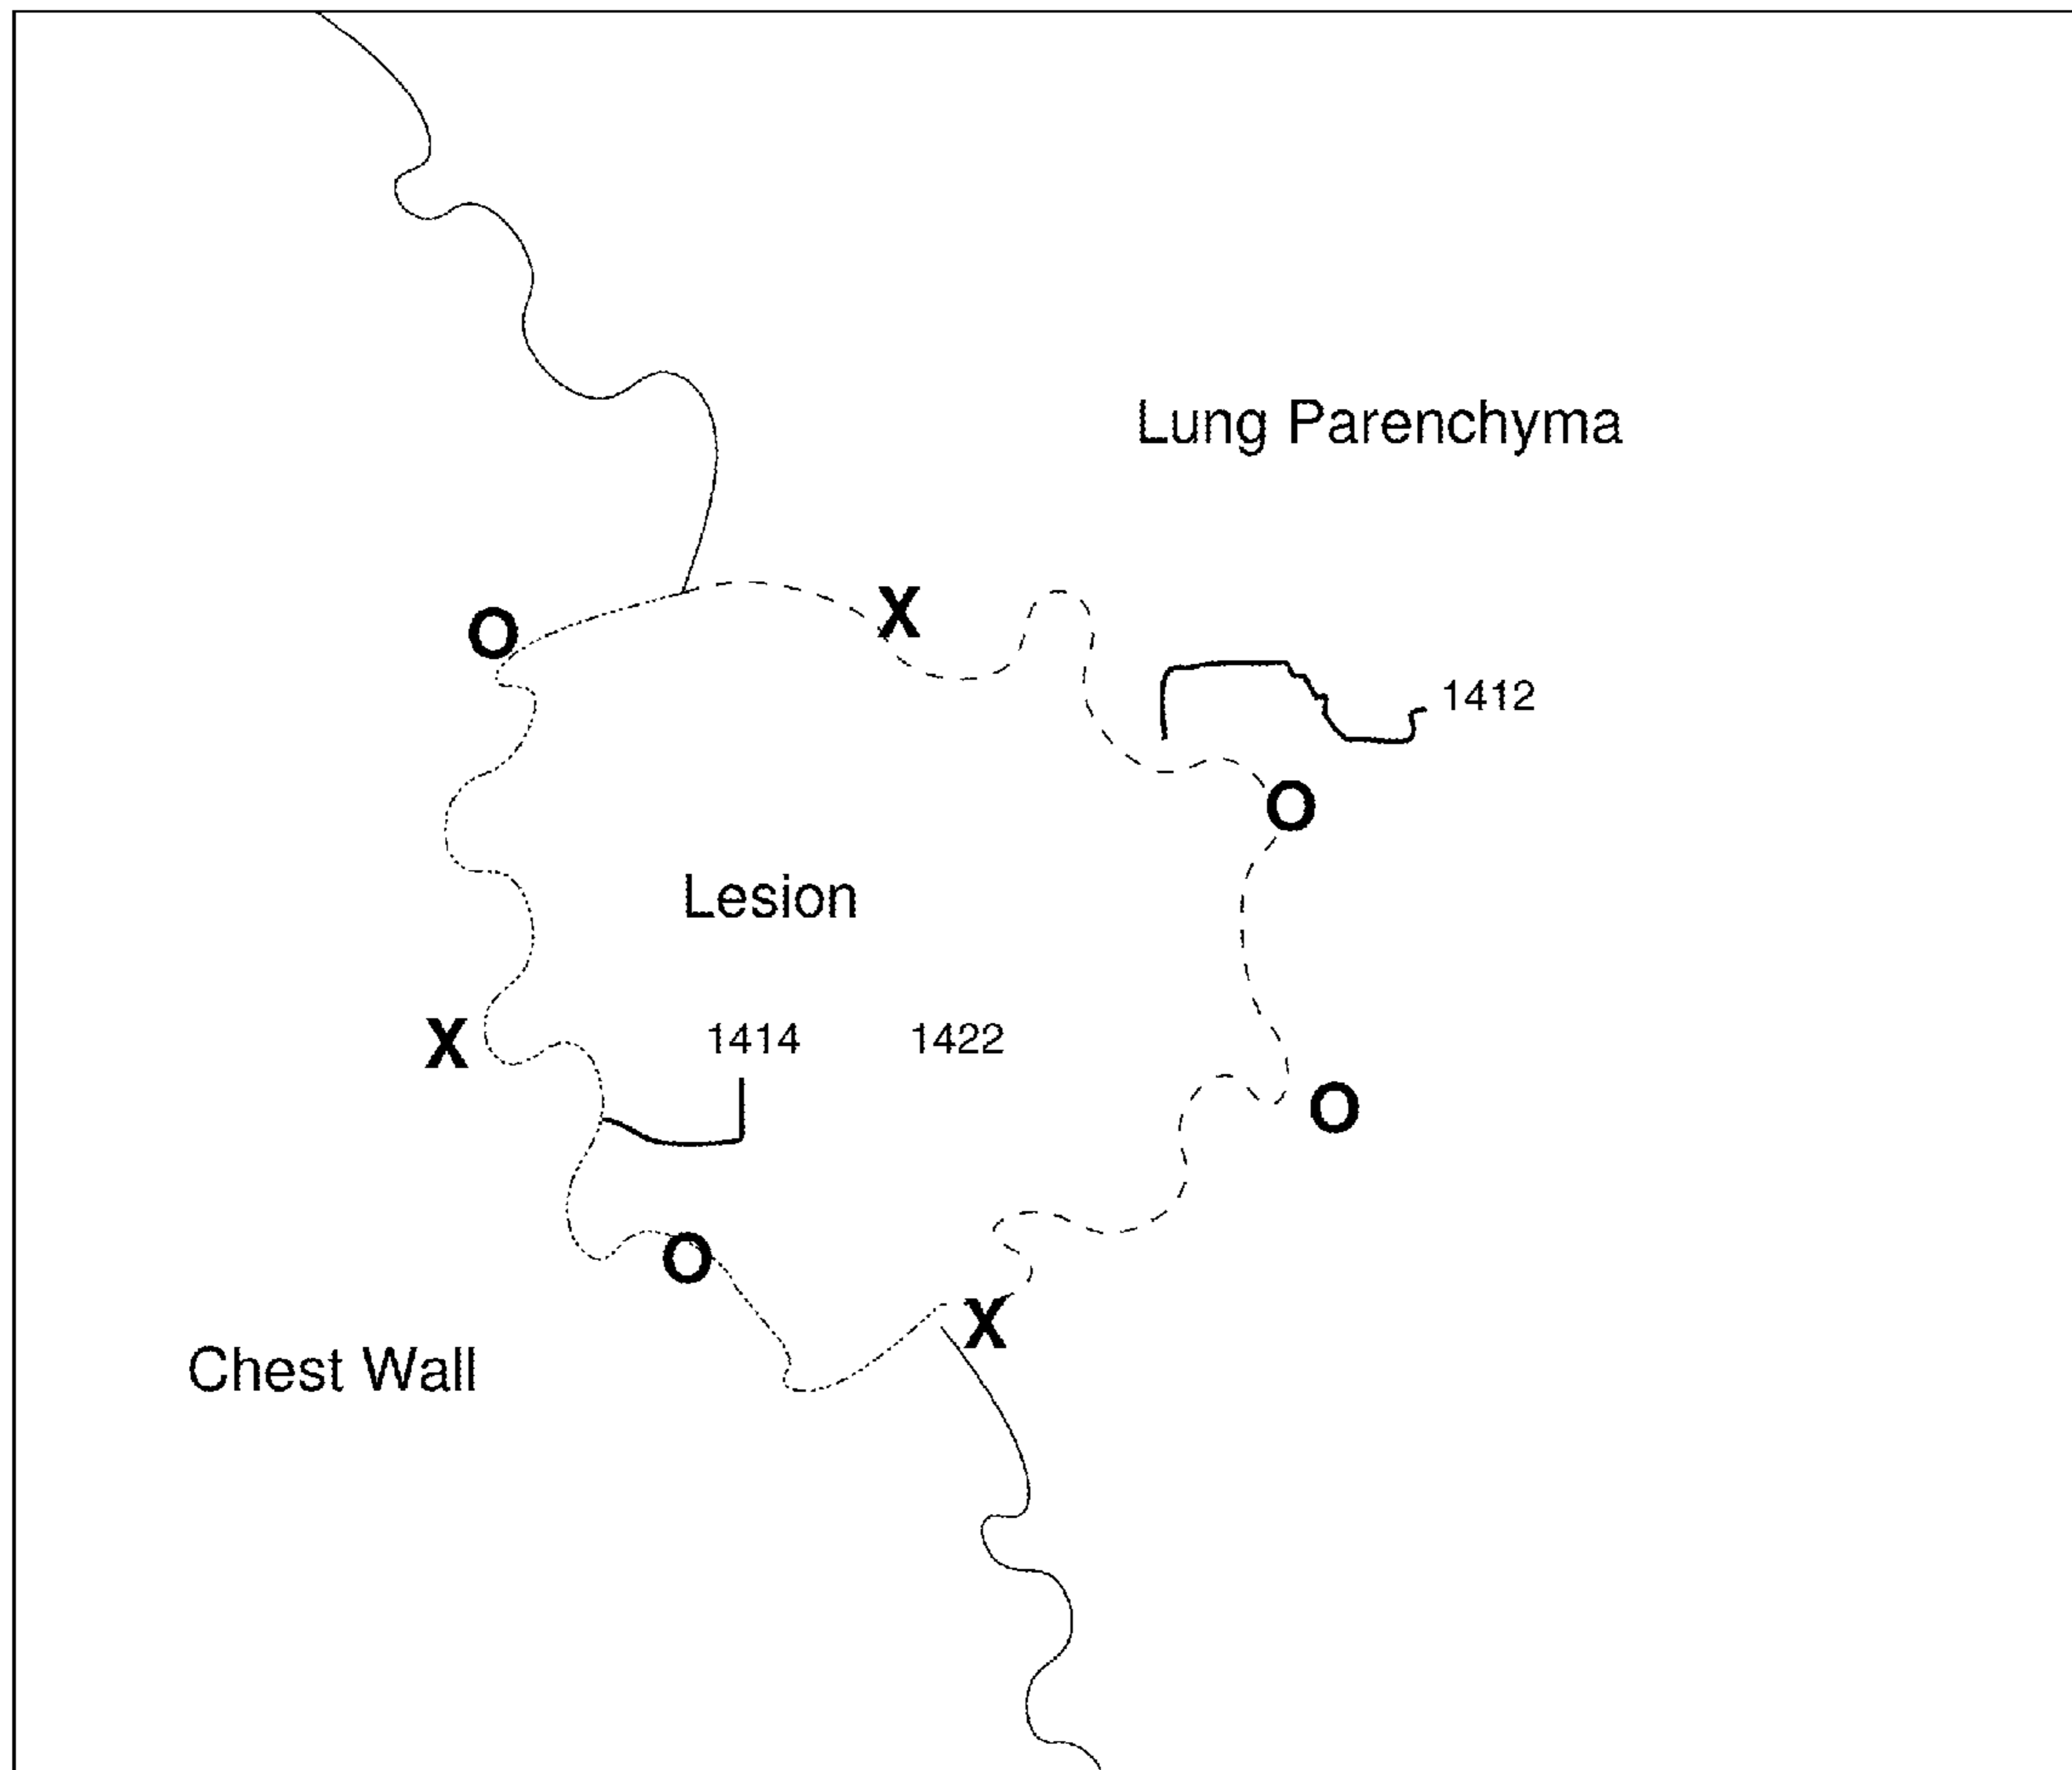 Lung Parenchyma
O
X
1412
O
Lesion
X
1414
1422
O
O
X
Chest Wall